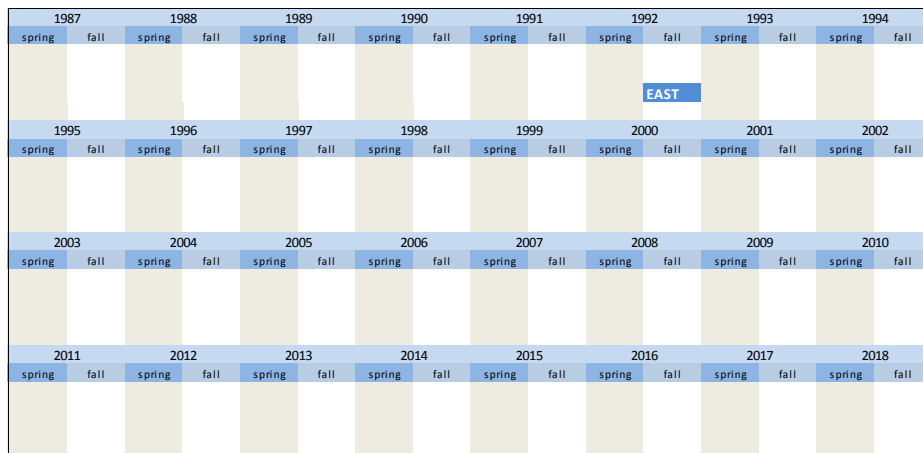 1987 1988 1989 1990 1991 1992 1993 1994
spring fall spring fall spring fall spring fall spring fall spring fall spring fall spring fall
EAST
1995 1996 1997 1998 1999 2000 2001 2002
spring fall spring fall spring fall spring fall spring fall spring fall spring fall spring fall
2003 2004 2005 2006 2007 2008 2009 2010
spring fall spring fall spring fall spring fall spring fall spring fall spring fall spring fall
2011 2012 2013 2014 2015 2016 2017 2018
spring fall spring fall spring fall spring fall spring fall spring fall spring fall spring fall